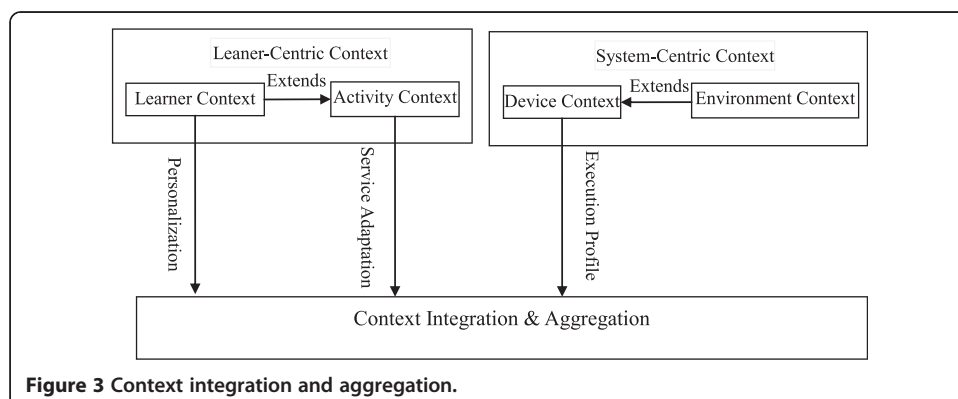 Leaner-Centric Context
Learner Context
Extends
Activity Context
System-Centric Context
Device Context
Extends
Environment Context
Personalization
Service Adaptation
Execution Profile
Context Integration & Aggregation
Figure 3 Context integration and aggregation.